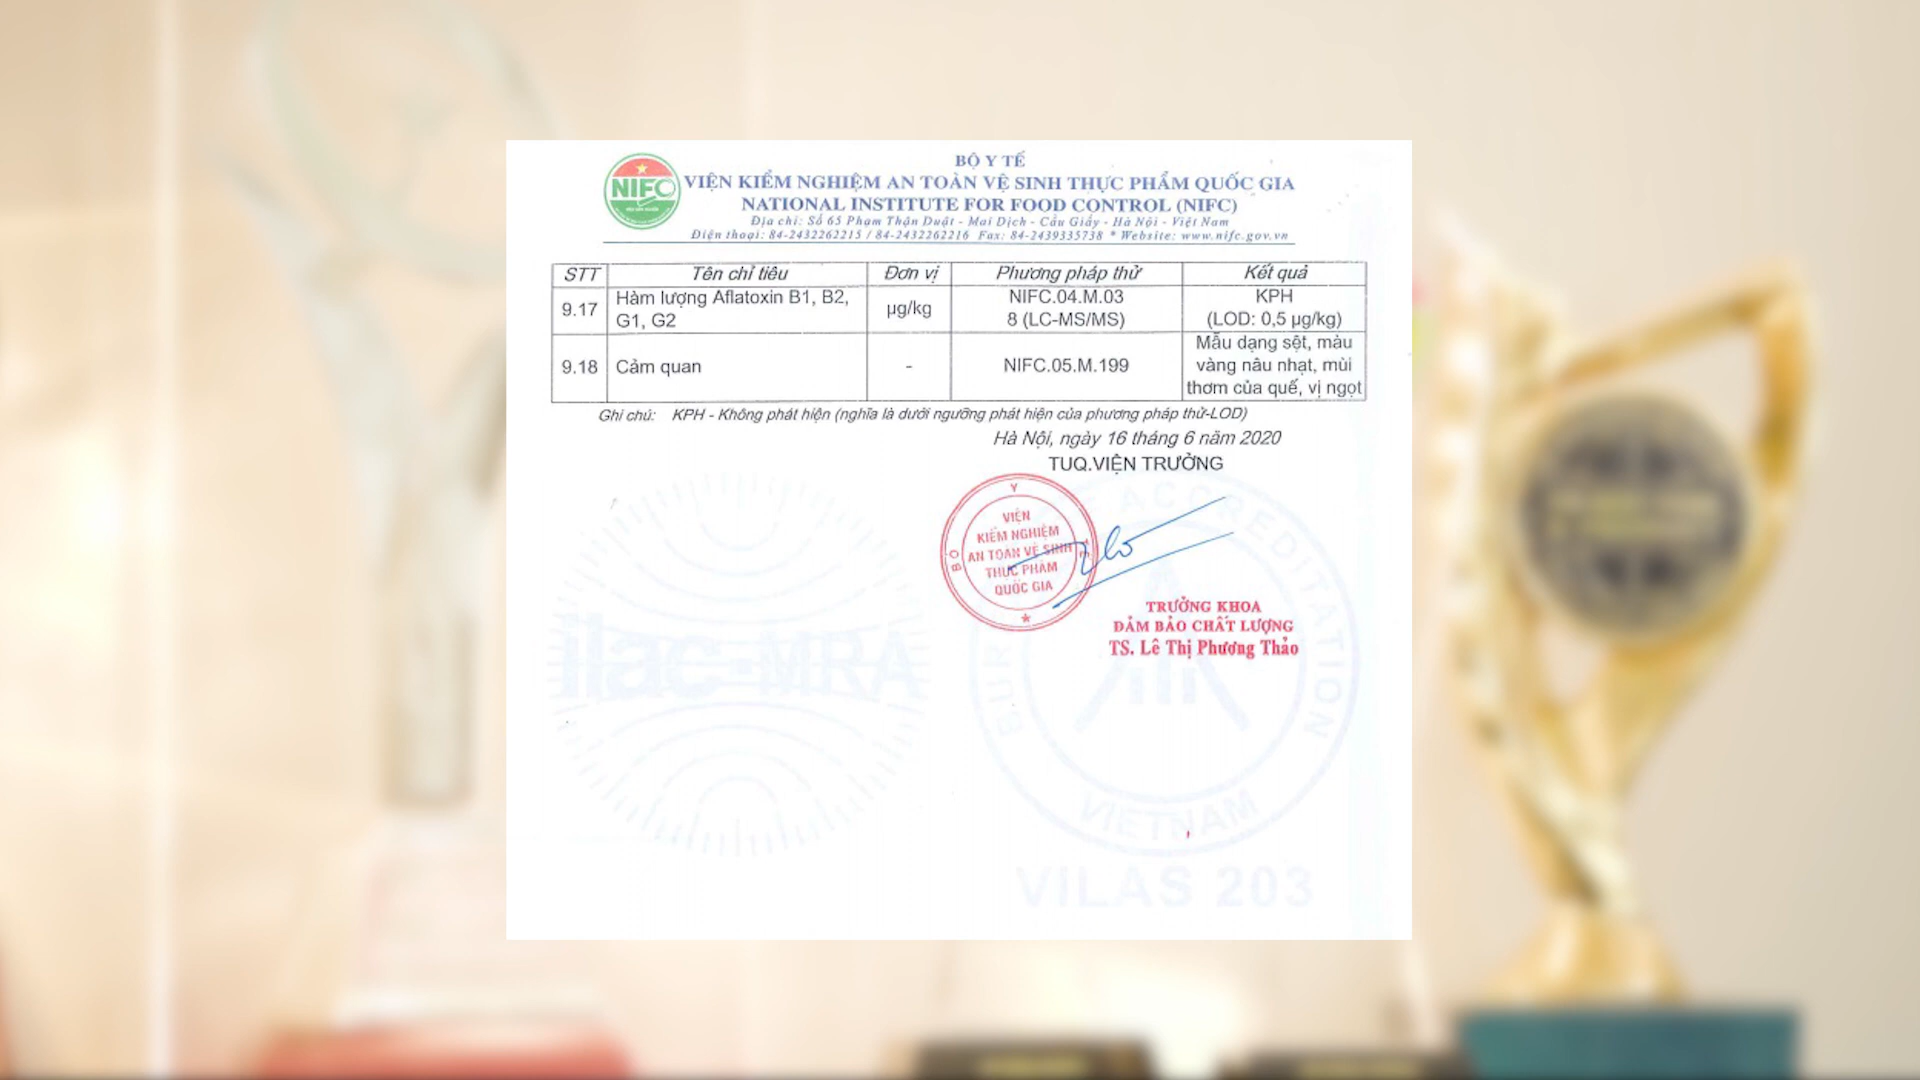 NIFC
BỘ Y TẾ
VIỆN KIỂM NGHIỆM AN TOÀN VỆ SINH THỰC PHẨM QUỐC GIA
NATIONAL INSTITUTE FOR FOOD CONTROL (NIFC)
Địa chỉ: Số 65 Phạm Thận Duật - Mai Dịch - Cầu Giấy - Hà Nội - Việt Nam
Điện thoại: 84-2432262215 / 84-2432262216 Fax: 84-2439335738 * Website: www.nifc.gov.vn
STT Tên chỉ tiêu Đơn vị Phương pháp thử Kết quả
9.17 Hàm lượng Aflatoxin B1, B2, G1, G2 µg/kg NIFC.04.M.03 8 (LC-MS/MS) KPH (LOD: 0,5 µg/kg)
9.18 Cảm quan - NIFC.05.M.199 Mẫu dạng sệt, màu vàng nâu nhạt, mùi thơm của quế, vị ngọt
Ghi chú: KPH - Không phát hiện (nghĩa là dưới ngưỡng phát hiện của phương pháp thử-LOD)
Hà Nội, ngày 16 tháng 6 năm 2020
TUQ.VIỆN TRƯỞNG
BỘ Y TẾ
VIỆN
KIỂM NGHIỆM
AN TOÀN VỆ SINH
THỰC PHẨM
QUỐC GIA
TRƯỞNG KHOA
ĐẢM BẢO CHẤT LƯỢNG
TS. Lê Thị Phương Thảo
ilac-MRA
ACCREDITATION
VIETNAM
VILAS 203